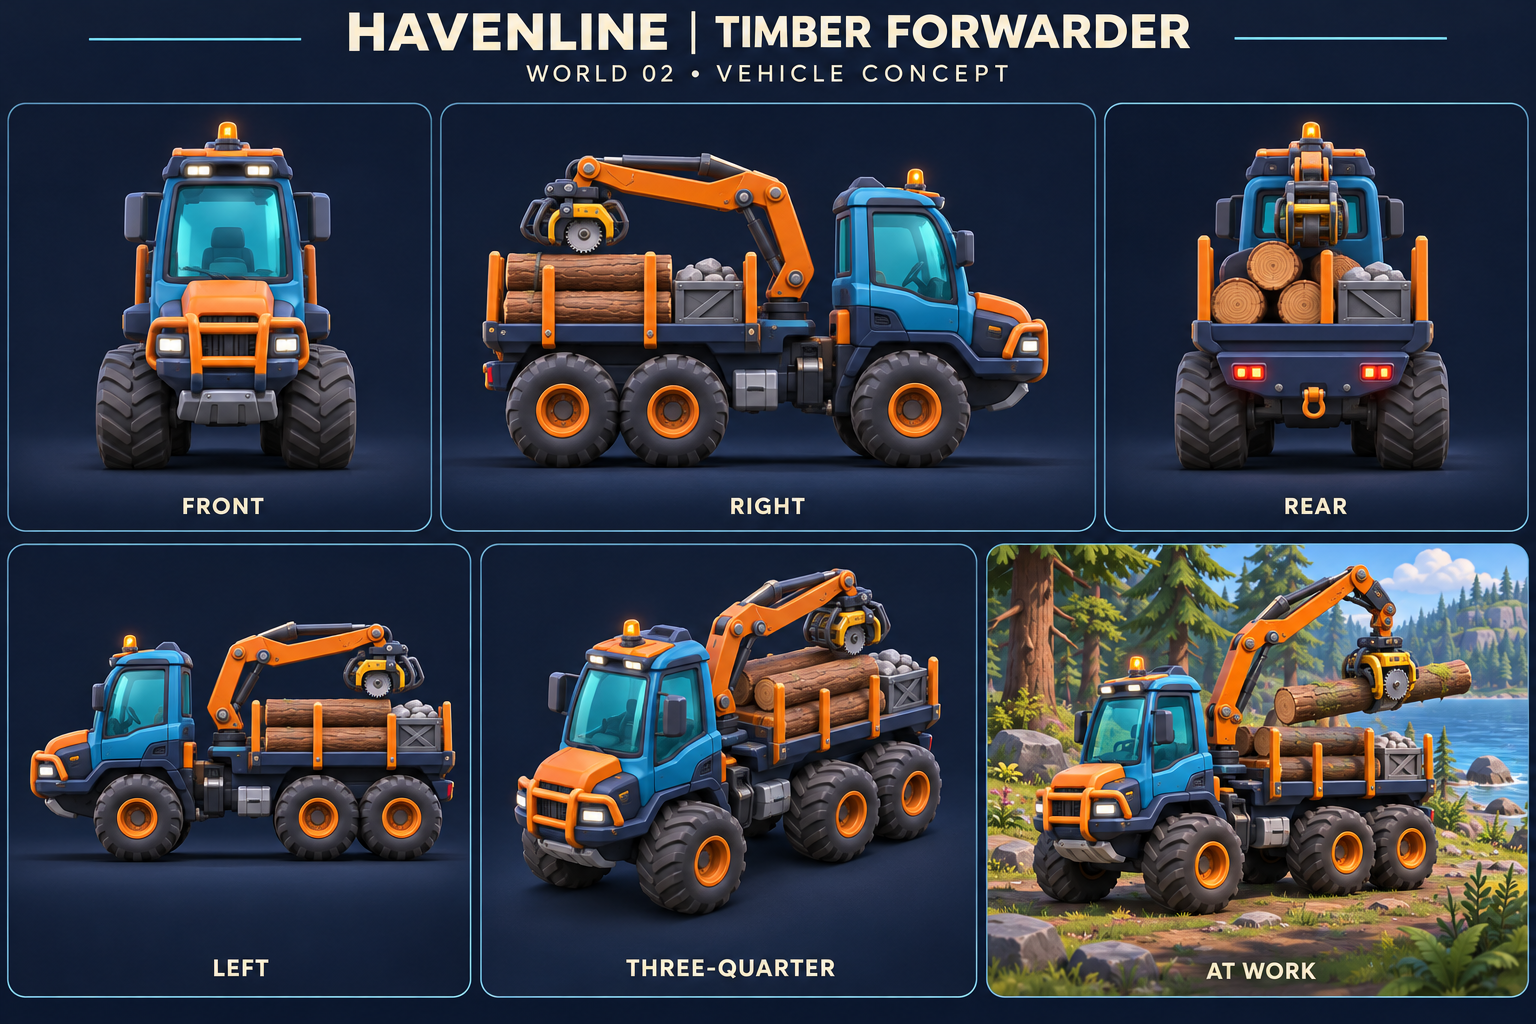 HAVENLINE | TIMBER FORWARDER
WORLD 02 • VEHICLE CONCEPT
FRONT
RIGHT
REAR
LEFT
THREE-QUARTER
AT WORK